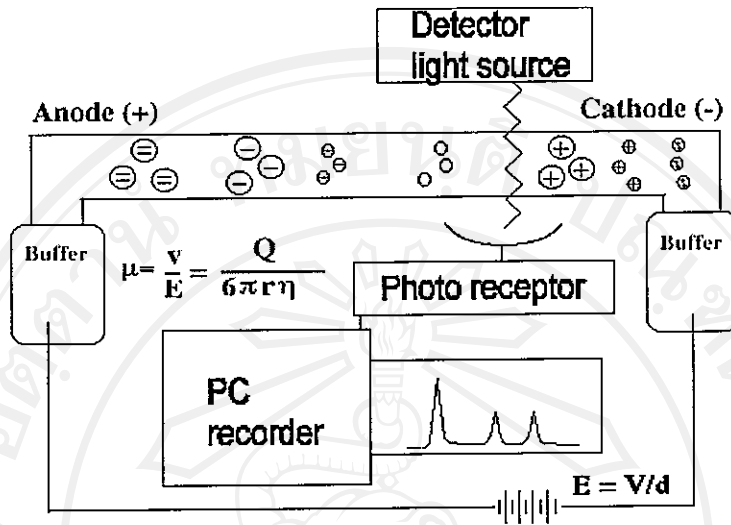 Detector
light source
Anode (+)
Cathode (-)
Buffer
μ= v/E = Q/6πrη
Buffer
Photo receptor
PC
recorder
E = V/d